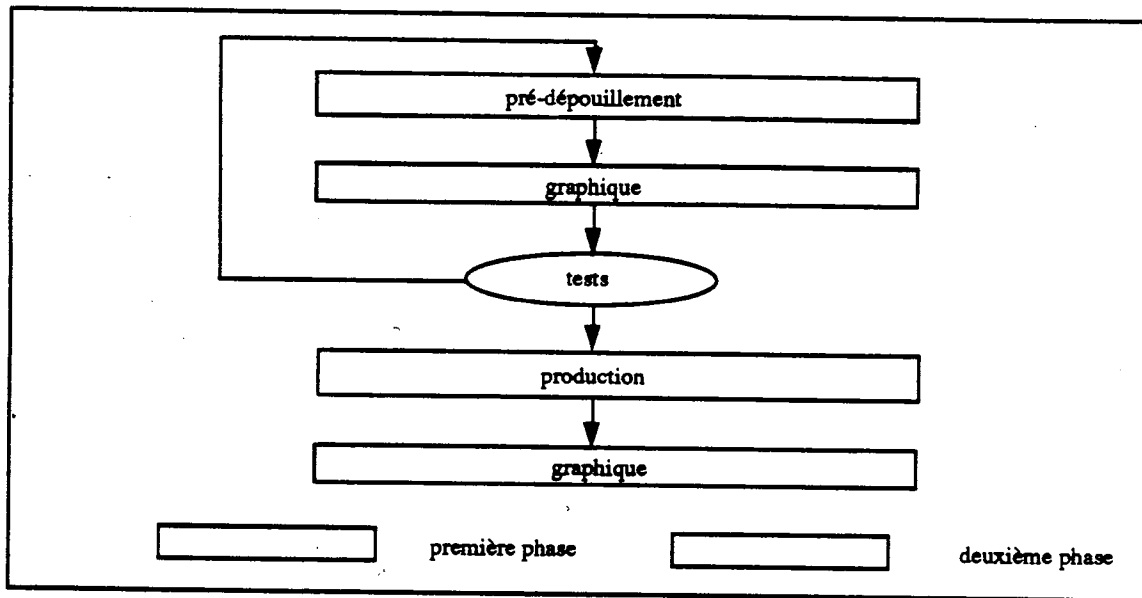 pré-dépouillement
graphique
tests
production
graphique
première phase
deuxième phase